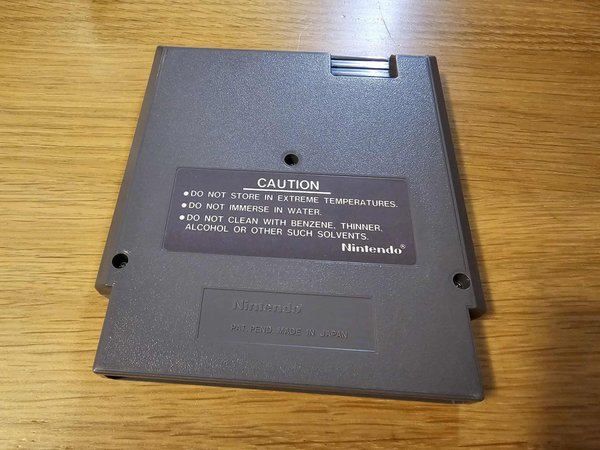 CAUTION
● DO NOT STORE IN EXTREME TEMPERATURES.
● DO NOT IMMERSE IN WATER.
● DO NOT CLEAN WITH BENZENE, THINNER,
ALCOHOL OR OTHER SUCH SOLVENTS.
Nintendo®
Nintendo®
PAT. PEND. MADE IN JAPAN